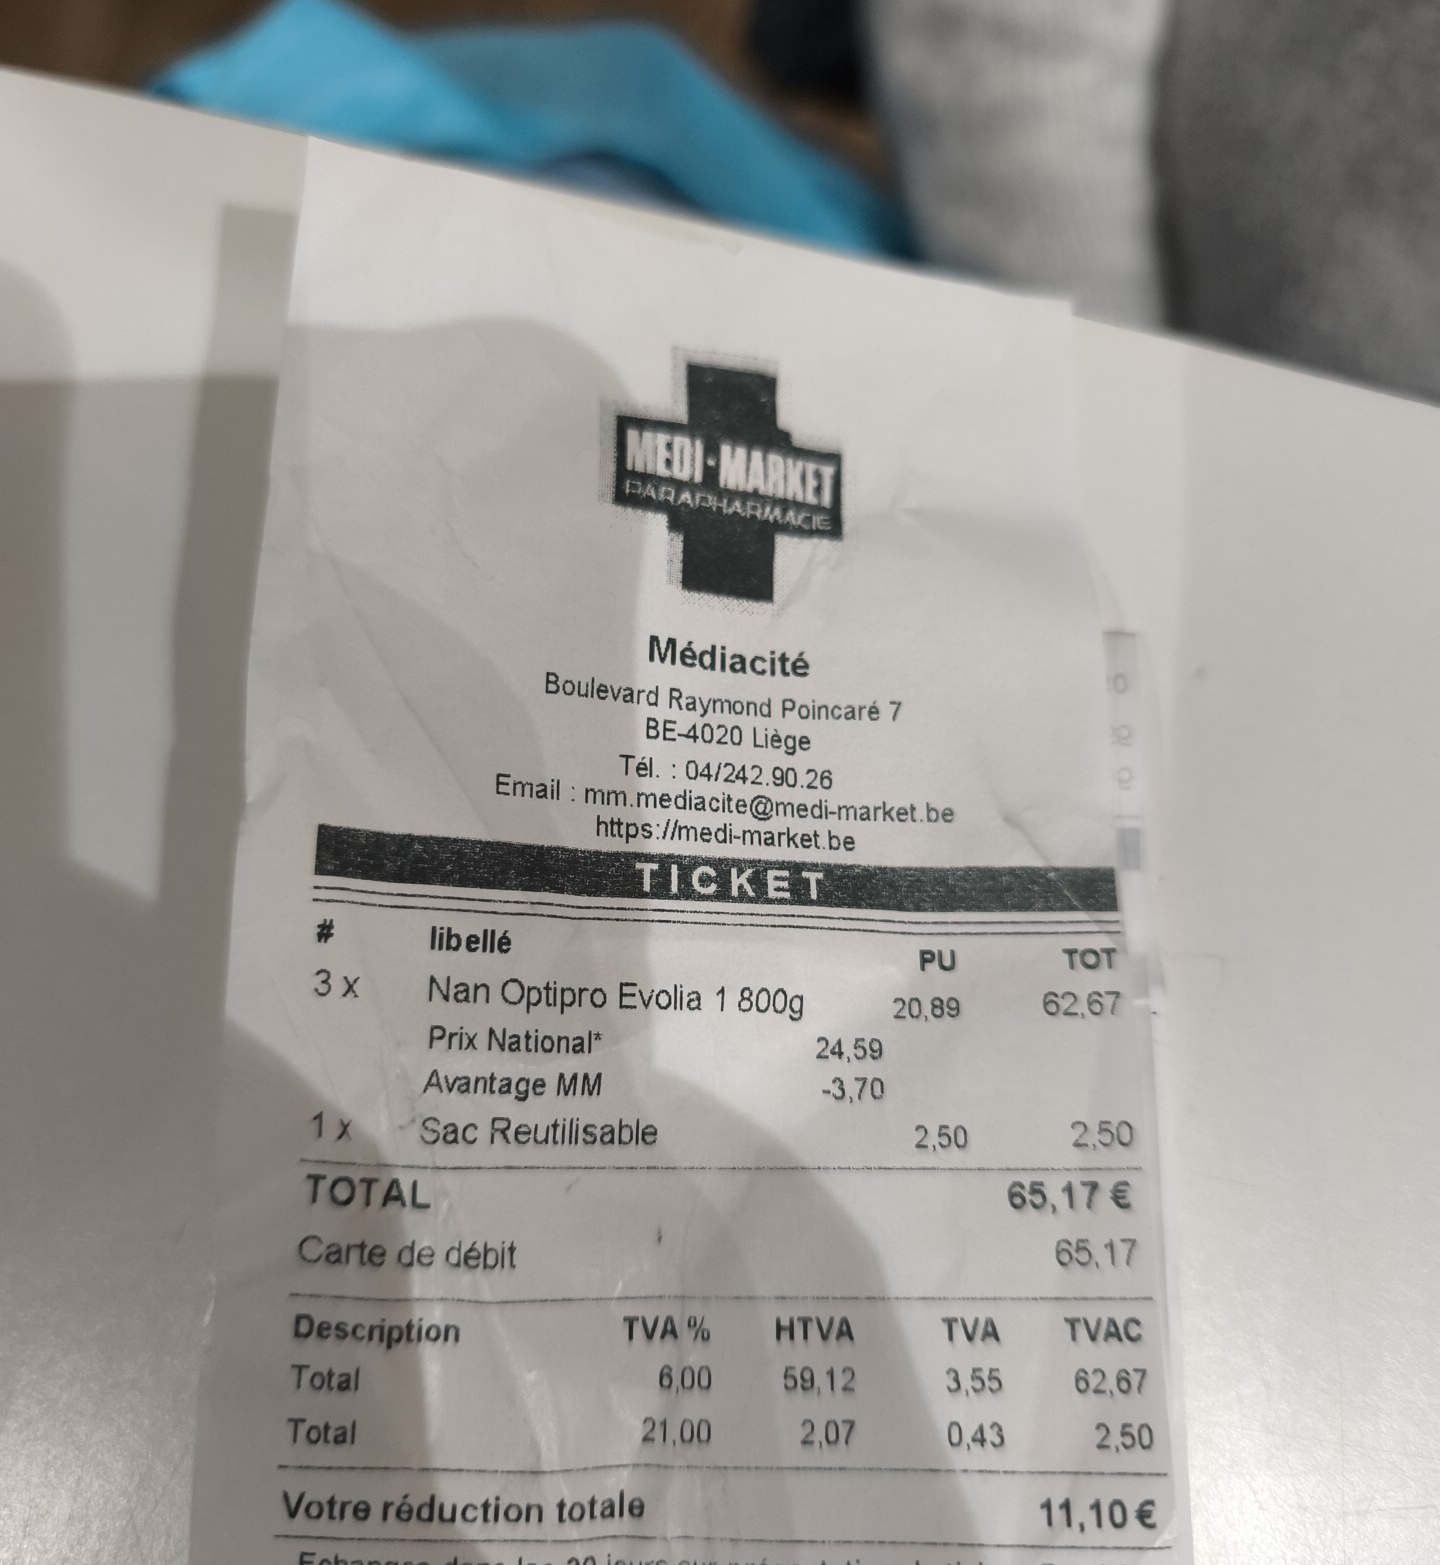 MEDI-MARKET
PARAPHARMACIE
Médiacité
Boulevard Raymond Poincaré 7
BE-4020 Liège
Tél. : 04/242.90.26
Email : mm.mediacite@medi-market.be
https://medi-market.be
TICKET
# libellé PU TOT
3 x Nan Optipro Evolia 1 800g 20,89 62,67
Prix National* 24,59
Avantage MM -3,70
1 x Sac Reutilisable 2,50 2,50
TOTAL 65,17 €
Carte de débit 65,17
Description TVA % HTVA TVA TVAC
Total 6,00 59,12 3,55 62,67
Total 21,00 2,07 0,43 2,50
Votre réduction totale 11,10 €